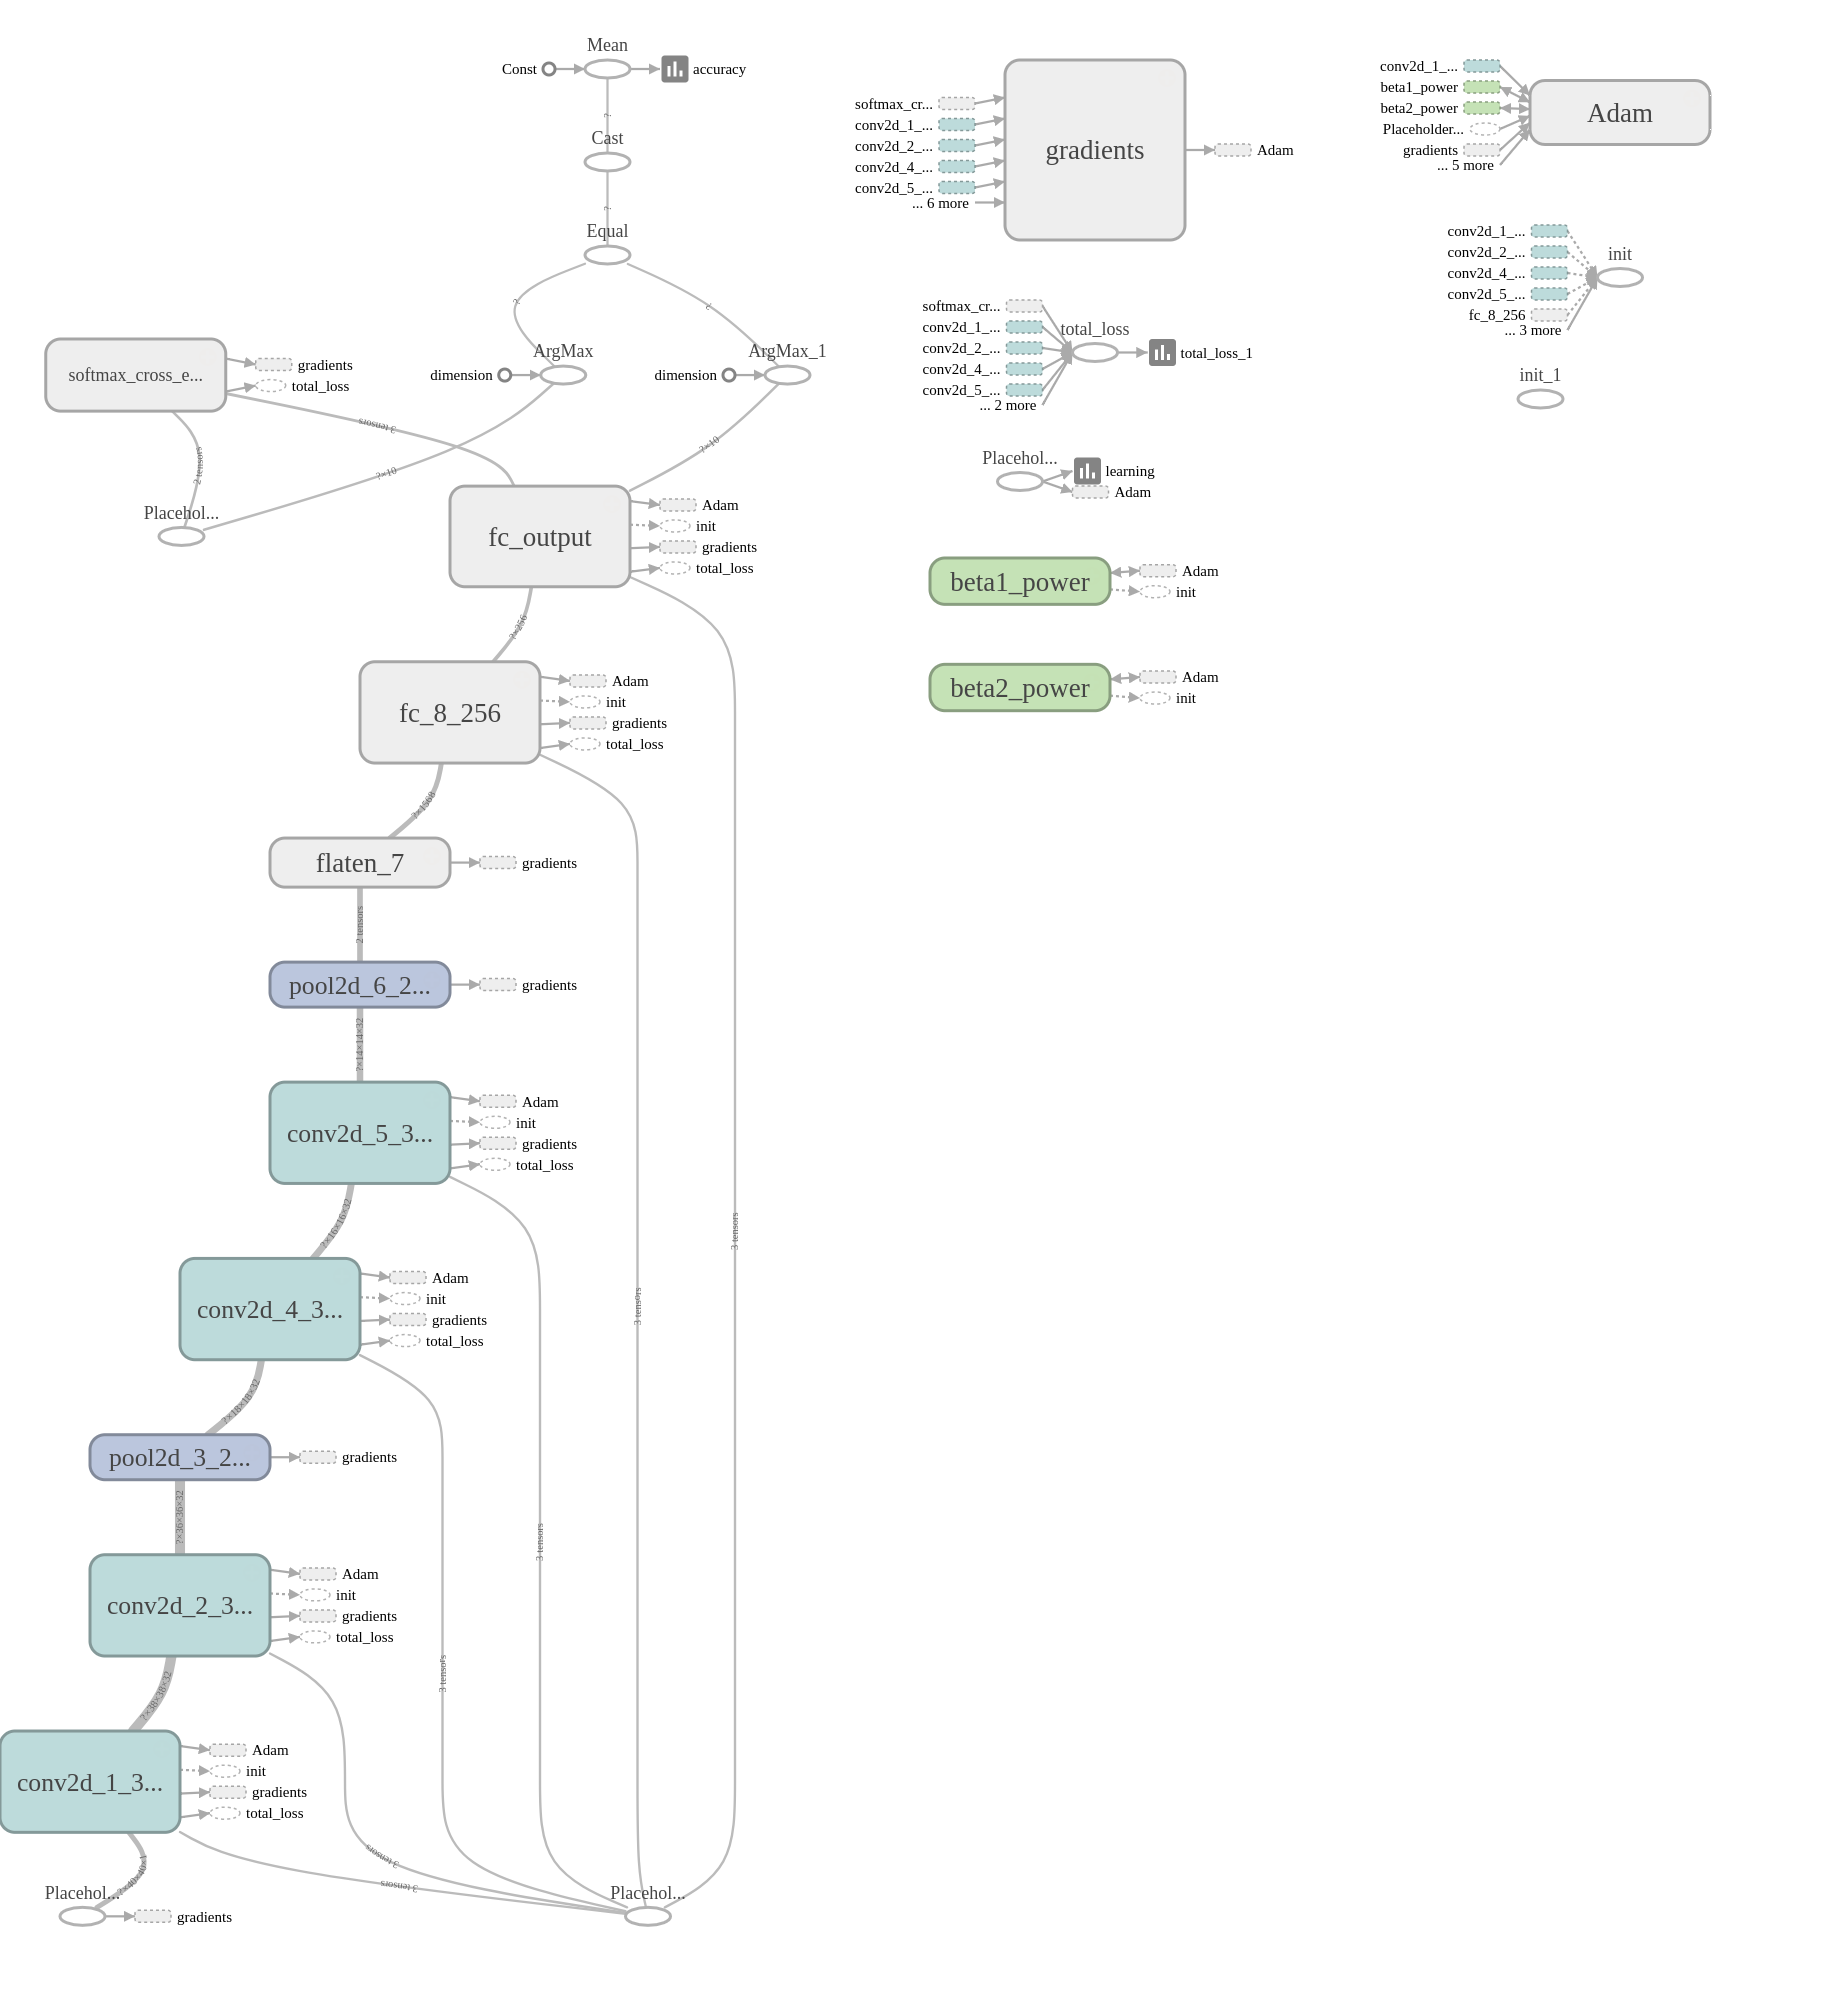 Mean
Const
accuracy
?
Cast
?
Equal
?
?
softmax_cross_e...
gradients
total_loss
ArgMax
dimension
ArgMax_1
dimension
3 tensors
2 tensors
?×10
?×10
Placehol...
fc_output
Adam
init
gradients
total_loss
?×256
fc_8_256
Adam
init
gradients
total_loss
?×1568
flaten_7
gradients
2 tensors
pool2d_6_2...
gradients
?×14×14×32
conv2d_5_3...
Adam
init
gradients
total_loss
?×16×16×32
3 tensors
conv2d_4_3...
Adam
init
gradients
total_loss
3 tensors
?×18×18×32
pool2d_3_2...
gradients
?×36×36×32
3 tensors
conv2d_2_3...
Adam
init
gradients
total_loss
3 tensors
?×38×38×32
conv2d_1_3...
Adam
init
gradients
total_loss
3 tensors
3 tensors
?×40×40×1
Placehol...
gradients
Placehol...
softmax_cr...
conv2d_1_...
conv2d_2_...
conv2d_4_...
conv2d_5_...
... 6 more
gradients
Adam
softmax_cr...
conv2d_1_...
conv2d_2_...
conv2d_4_...
conv2d_5_...
... 2 more
total_loss
total_loss_1
Placehol...
learning
Adam
beta1_power
Adam
init
beta2_power
Adam
init
conv2d_1_...
beta1_power
beta2_power
Placeholder...
gradients
... 5 more
Adam
conv2d_1_...
conv2d_2_...
conv2d_4_...
conv2d_5_...
fc_8_256
... 3 more
init
init_1